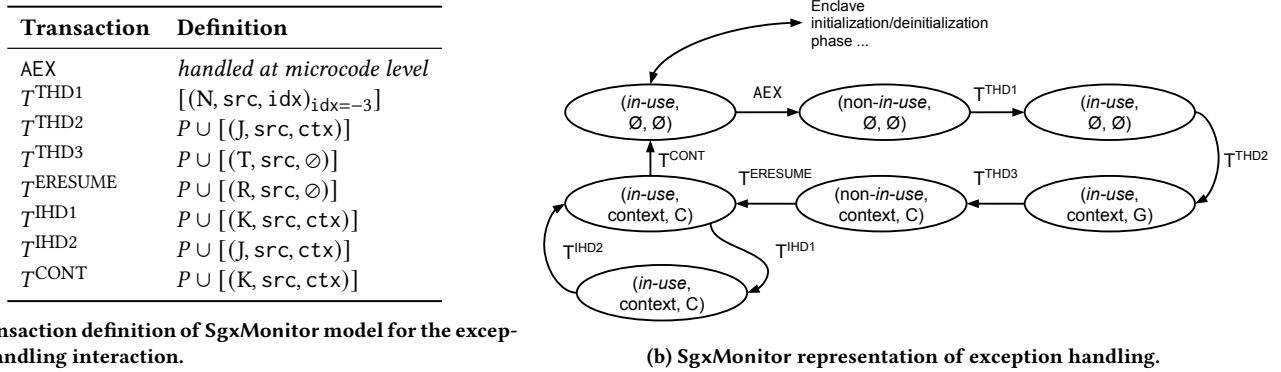 Transaction Definition
AEX handled at microcode level
T^THD1 [(N, src, idx)_idx=−3]
T^THD2 P ∪ [(J, src, ctx)]
T^THD3 P ∪ [(T, src, ⊘)]
T^ERESUME P ∪ [(R, src, ⊘)]
T^IHD1 P ∪ [(K, src, ctx)]
T^IHD2 P ∪ [(J, src, ctx)]
T^CONT P ∪ [(K, src, ctx)]
nsaction definition of SgxMonitor model for the excep-
andling interaction.
Enclave
initialization/deinitialization
phase ...
(in-use,
Ø, Ø)
AEX
(non-in-use,
Ø, Ø)
T^THD1
(in-use,
Ø, Ø)
T^THD2
T^CONT
(in-use,
context, C)
T^ERESUME
(non-in-use,
context, C)
T^THD3
(in-use,
context, G)
T^IHD2
T^IHD1
(in-use,
context, C)
(b) SgxMonitor representation of exception handling.